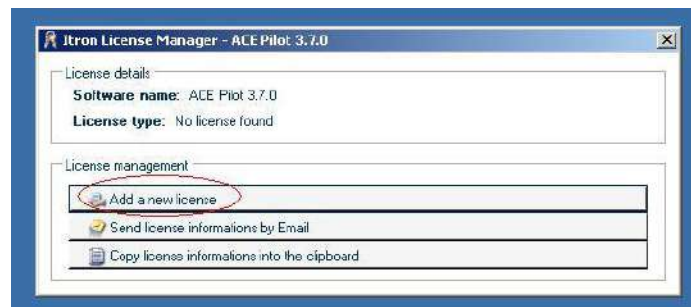 Itron License Manager - ACE Pilot 3.7.0
License details
Software name: ACE Pilot 3.7.0
License type: No license found
License management
Add a new license
Send license informations by Email
Copy license informations into the clipboard